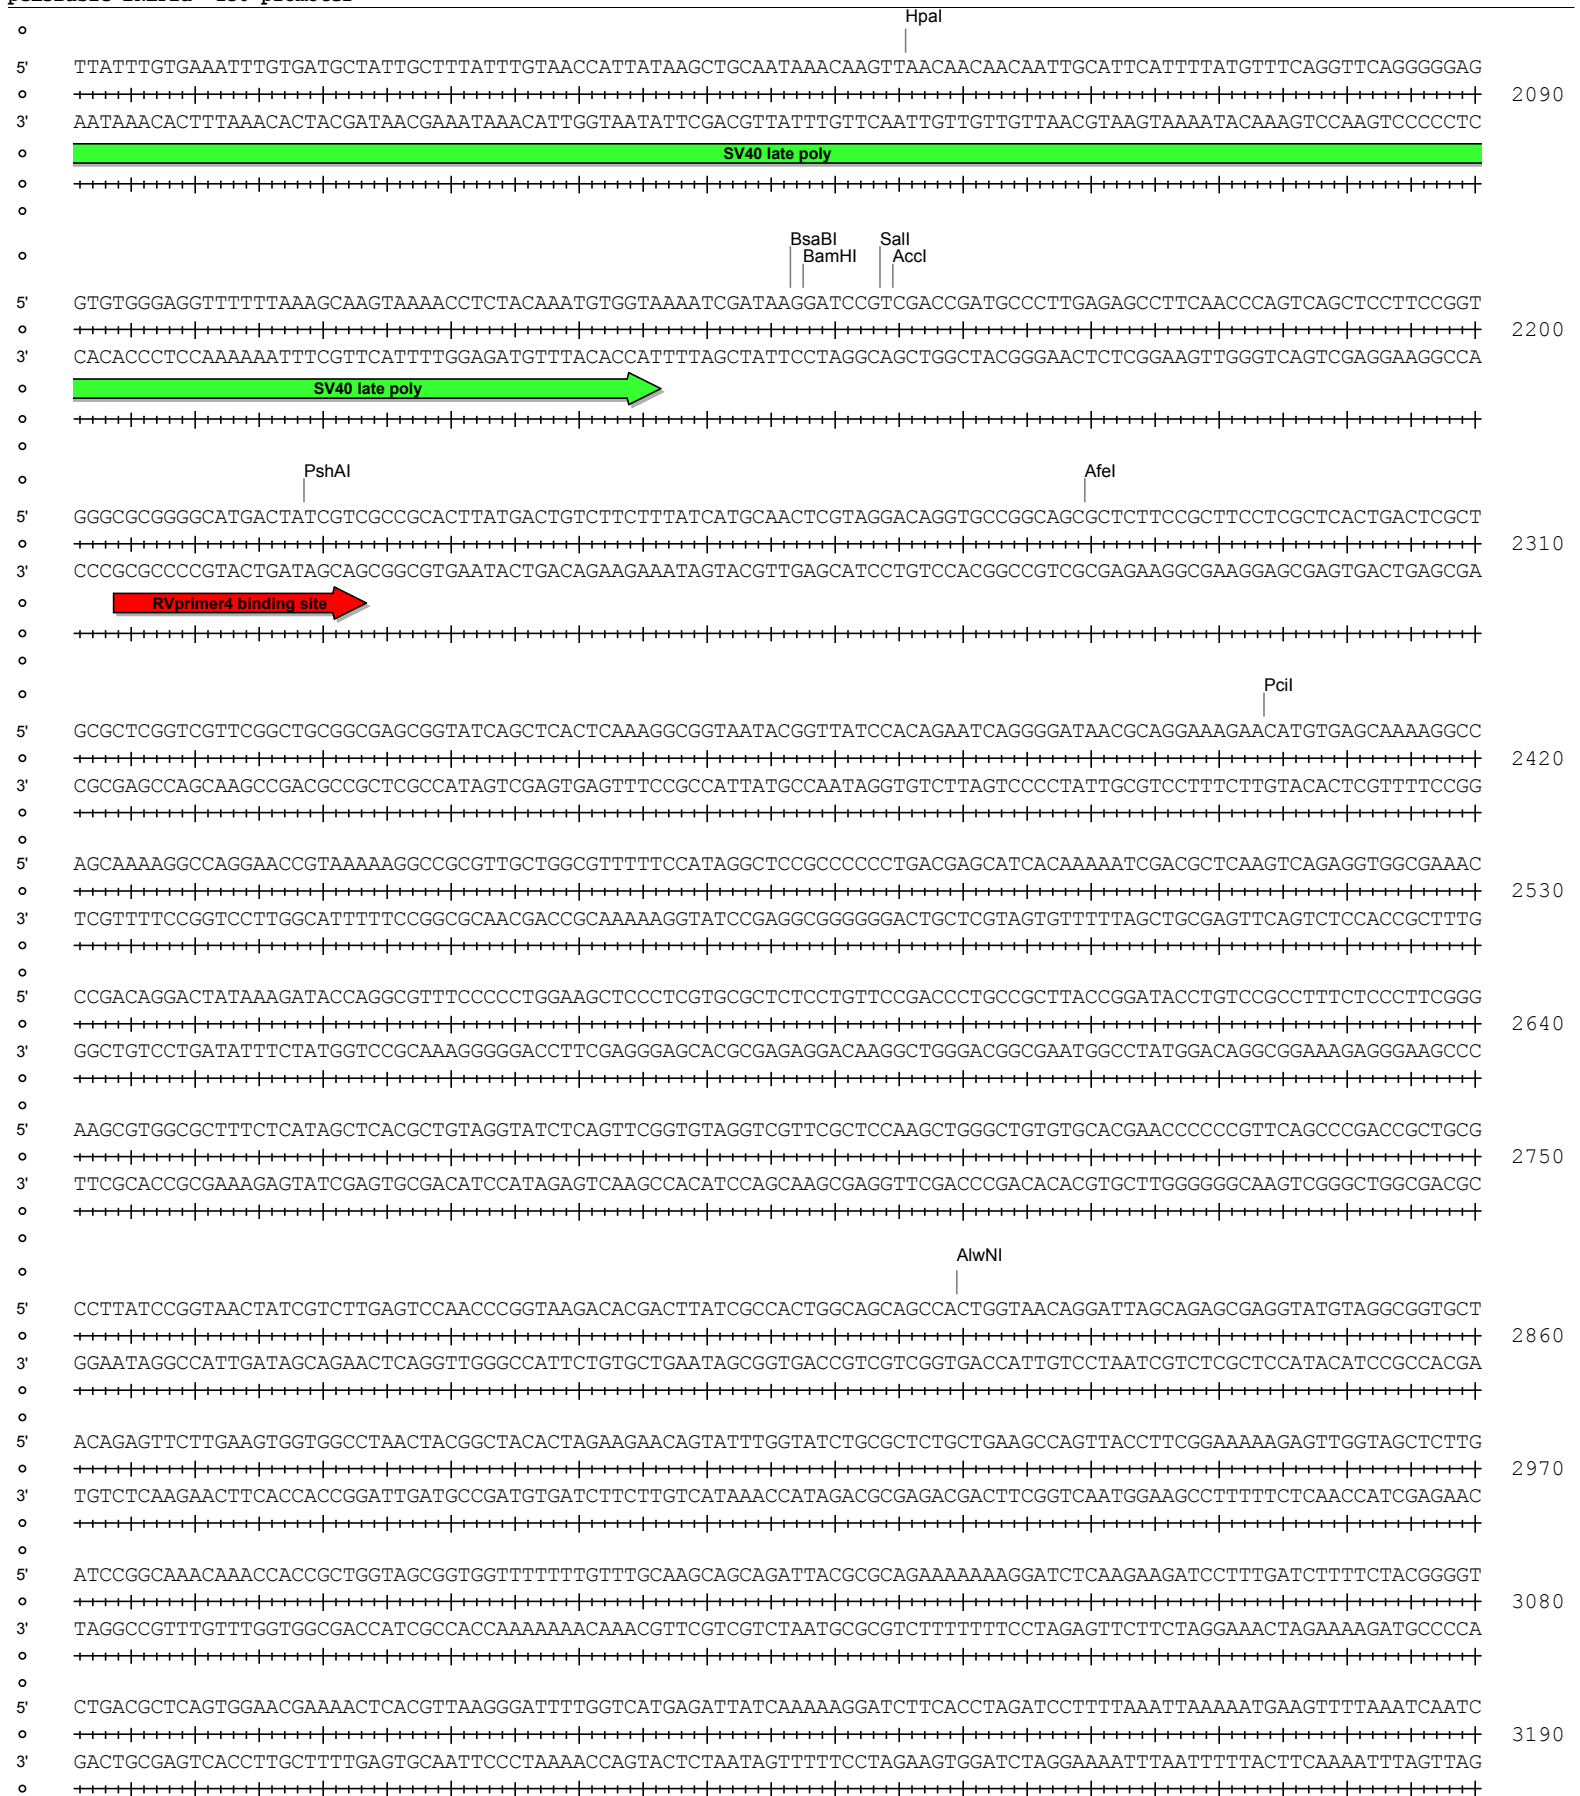 HpaI
5' TTATTTGTGAAATTTGTGATGCTATTGCTTTATTTGTAACCATTATAAGCTGCAATAAACAAGTTAACAACAACAATTGCATTCATTTTATGTTTCAGGTTCAGGGGGAG
2090
3' AATAAACACTTTAAACACTACGATAACGAAATAAACATTGGTAATATTCGACGTTATTTGTTCAATTGTTGTTGTTAACGTAAGTAAAATACAAAGTCCAAGTCCCCCTC
SV40 late poly
BsaBI SalI
BamHI AccI
5' GTGTGGGAGGTTTTTTAAAGCAAGTAAAACCTCTACAAATGTGGTAAAATCGATAAGGATCCGTCGACCGATGCCCTTGAGAGCCTTCAACCCAGTCAGCTCCTTCCGGT
2200
3' CACACCCTCCAAAAAATTTCGTTCATTTTGGAGATGTTTACACCATTTTAGCTATTCCTAGGCAGCTGGCTACGGGAACTCTCGGAAGTTGGGTCAGTCGAGGAAGGCCA
SV40 late poly
PshAI AfeI
5' GGGCGCGGGGCATGACTATCGTCGCCGCACTTATGACTGTCTTCTTTATCATGCAACTCGTAGGACAGGTGCCGGCAGCGCTCTTCCGCTTCCTCGCTCACTGACTCGCT
2310
3' CCCGCGCCCCGTACTGATAGCAGCGGCGTGAATACTGACAGAAGAAATAGTACGTTGAGCATCCTGTCCACGGCCGTCGCGAGAAGGCGAAGGAGCGAGTGACTGAGCGA
RVprimer4 binding site
PciI
5' GCGCTCGGTCGTTCGGCTGCGGCGAGCGGTATCAGCTCACTCAAAGGCGGTAATACGGTTATCCACAGAATCAGGGGATAACGCAGGAAAGAACATGTGAGCAAAAGGCC
2420
3' CGCGAGCCAGCAAGCCGACGCCGCTCGCCATAGTCGAGTGAGTTTCCGCCATTATGCCAATAGGTGTCTTAGTCCCCTATTGCGTCCTTTCTTGTACACTCGTTTTCCGG
5' AGCAAAAGGCCAGGAACCGTAAAAAGGCCGCGTTGCTGGCGTTTTTCCATAGGCTCCGCCCCCCTGACGAGCATCACAAAAATCGACGCTCAAGTCAGAGGTGGCGAAAC
2530
3' TCGTTTTCCGGTCCTTGGCATTTTTCCGGCGCAACGACCGCAAAAAGGTATCCGAGGCGGGGGGACTGCTCGTAGTGTTTTTAGCTGCGAGTTCAGTCTCCACCGCTTTG
5' CCGACAGGACTATAAAGATACCAGGCGTTTCCCCCTGGAAGCTCCCTCGTGCGCTCTCCTGTTCCGACCCTGCCGCTTACCGGATACCTGTCCGCCTTTCTCCCTTCGGG
2640
3' GGCTGTCCTGATATTTCTATGGTCCGCAAAGGGGGACCTTCGAGGGAGCACGCGAGAGGACAAGGCTGGGACGGCGAATGGCCTATGGACAGGCGGAAAGAGGGAAGCCC
5' AAGCGTGGCGCTTTCTCATAGCTCACGCTGTAGGTATCTCAGTTCGGTGTAGGTCGTTCGCTCCAAGCTGGGCTGTGTGCACGAACCCCCCGTTCAGCCCGACCGCTGCG
2750
3' TTCGCACCGCGAAAGAGTATCGAGTGCGACATCCATAGAGTCAAGCCACATCCAGCAAGCGAGGTTCGACCCGACACACGTGCTTGGGGGGCAAGTCGGGCTGGCGACGC
AlwNI
5' CCTTATCCGGTAACTATCGTCTTGAGTCCAACCCGGTAAGACACGACTTATCGCCACTGGCAGCAGCCACTGGTAACAGGATTAGCAGAGCGAGGTATGTAGGCGGTGCT
2860
3' GGAATAGGCCATTGATAGCAGAACTCAGGTTGGGCCATTCTGTGCTGAATAGCGGTGACCGTCGTCGGTGACCATTGTCCTAATCGTCTCGCTCCATACATCCGCCACGA
5' ACAGAGTTCTTGAAGTGGTGGCCTAACTACGGCTACACTAGAAGAACAGTATTTGGTATCTGCGCTCTGCTGAAGCCAGTTACCTTCGGAAAAAGAGTTGGTAGCTCTTG
2970
3' TGTCTCAAGAACTTCACCACCGGATTGATGCCGATGTGATCTTCTTGTCATAAACCATAGACGCGAGACGACTTCGGTCAATGGAAGCCTTTTTCTCAACCATCGAGAAC
5' ATCCGGCAAACAAACCACCGCTGGTAGCGGTGGTTTTTTTGTTTGCAAGCAGCAGATTACGCGCAGAAAAAAAGGATCTCAAGAAGATCCTTTGATCTTTTCTACGGGGT
3080
3' TAGGCCGTTTGTTTGGTGGCGACCATCGCCACCAAAAAAACAAACGTTCGTCGTCTAATGCGCGTCTTTTTTTCCTAGAGTTCTTCTAGGAAACTAGAAAAGATGCCCCA
5' CTGACGCTCAGTGGAACGAAAACTCACGTTAAGGGATTTTGGTCATGAGATTATCAAAAAGGATCTTCACCTAGATCCTTTTAAATTAAAAATGAAGTTTTAAATCAATC
3190
3' GACTGCGAGTCACCTTGCTTTTGAGTGCAATTCCCTAAAACCAGTACTCTAATAGTTTTTCCTAGAAGTGGATCTAGGAAAATTTAATTTTTACTTCAAAATTTAGTTAG